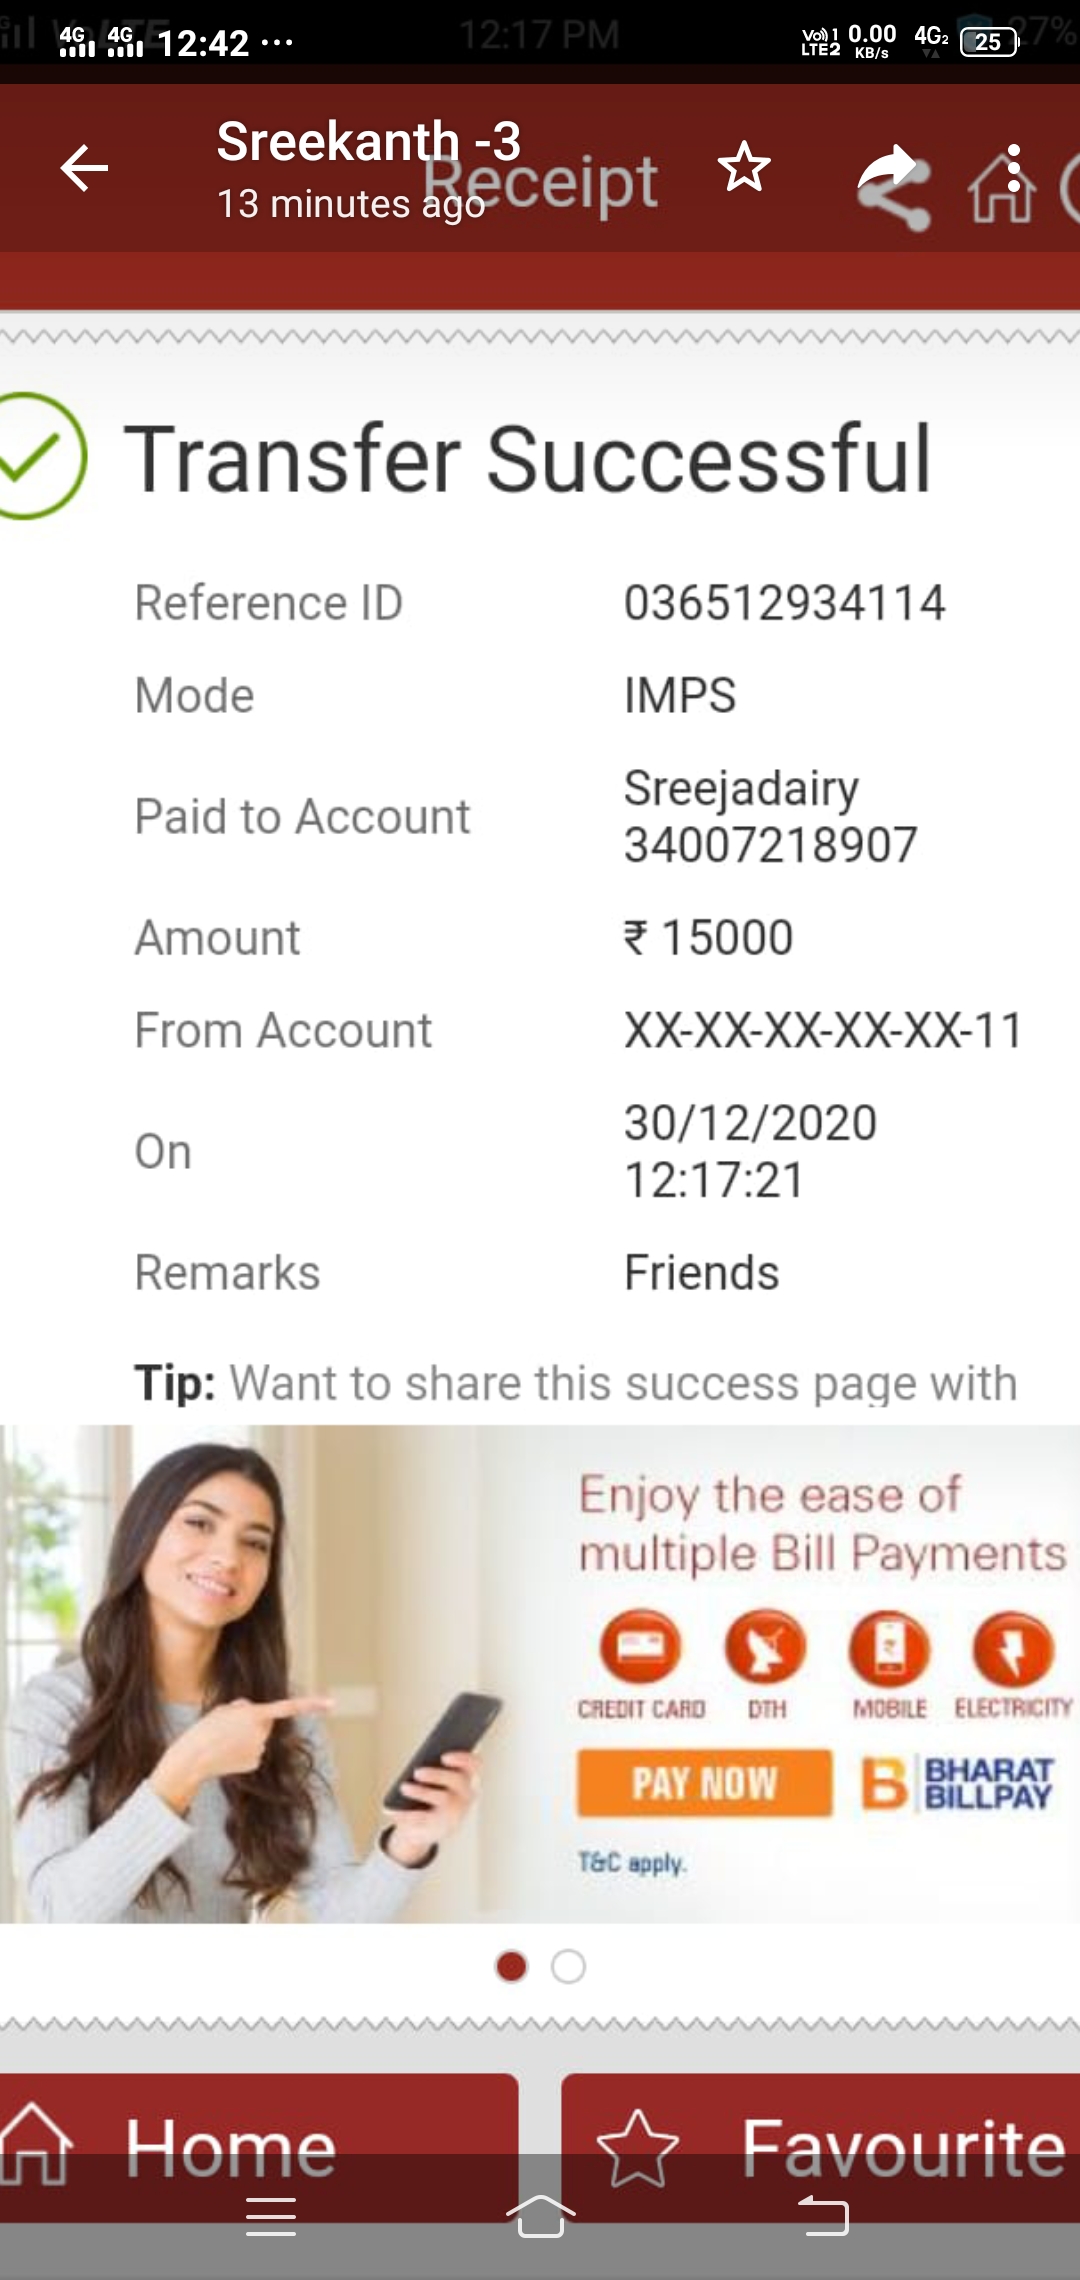 4G 4G 12:42 ... Vo)) 1 LTE2 0.00 KB/s 4G2 25
VoLTE 12:17 PM 27%
Sreekanth -3
13 minutes ago
Receipt
Transfer Successful
Reference ID 036512934114
Mode IMPS
Paid to Account Sreejadairy
34007218907
Amount ₹ 15000
From Account XX-XX-XX-XX-XX-11
On 30/12/2020
12:17:21
Remarks Friends
Tip: Want to share this success page with
Enjoy the ease of
multiple Bill Payments
CREDIT CARD DTH MOBILE ELECTRICITY
PAY NOW B BHARAT
BILLPAY
T&C apply.
Home Favourite